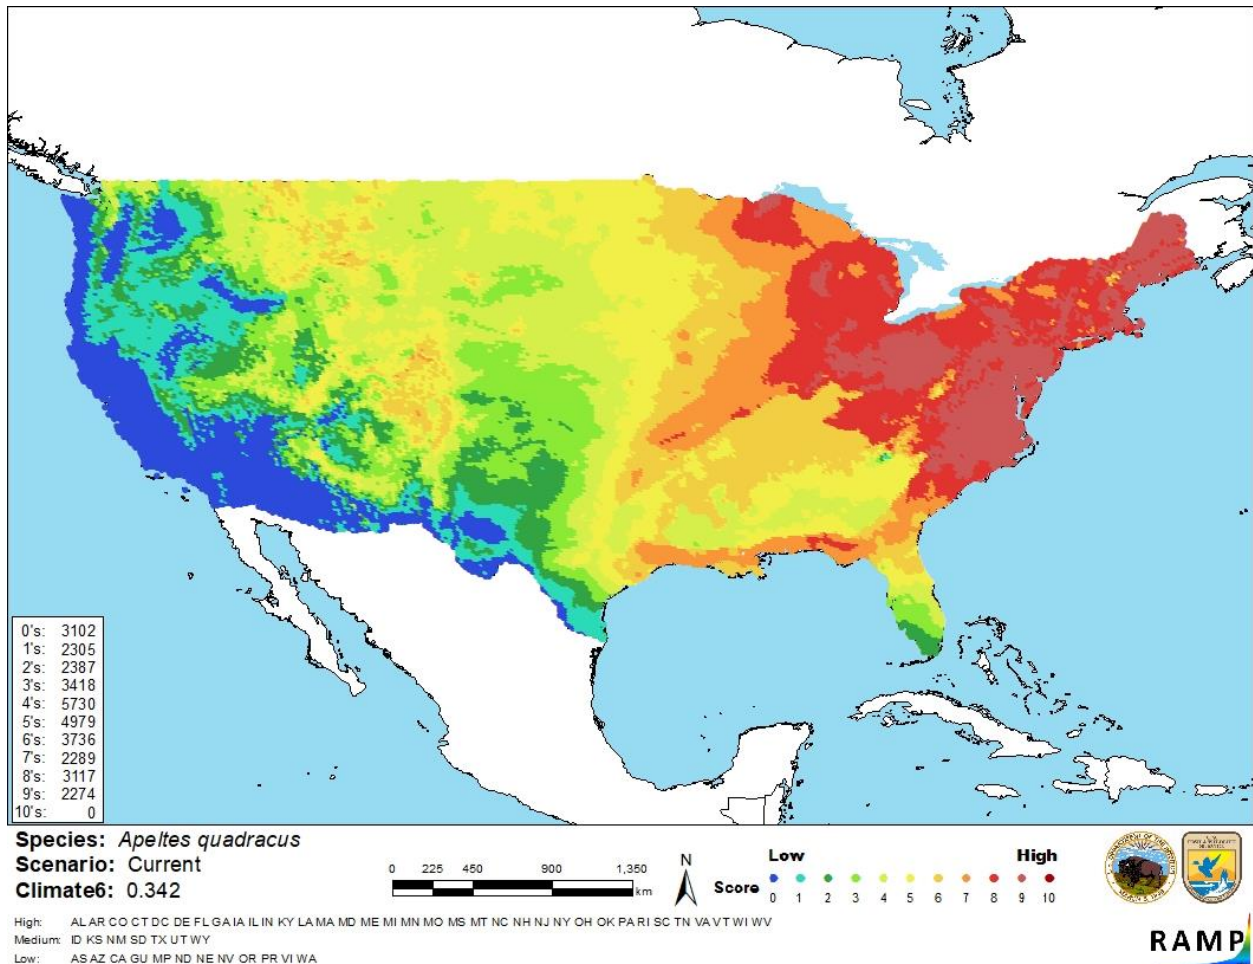 0's: 3102
1's: 2305
2's: 2387
3's: 3418
4's: 5730
5's: 4979
6's: 3736
7's: 2289
8's: 3117
9's: 2274
10's: 0
Species: Apeltes quadracus
Scenario: Current
Climate6: 0.342
0 225 450 900 1,350
km
N
Low High
Score
0 1 2 3 4 5 6 7 8 9 10
High: AL AR CO CT DC DE FL GA IA IL IN KY LA MA MD ME MI MN MO MS MT NC NH NJ NY OH OK PA RI SC TN VA VT WI WV
Medium: ID KS NM SD TX UT WY
Low: AS AZ CA GU MP ND NE NV OR PR VI WA
RAMP